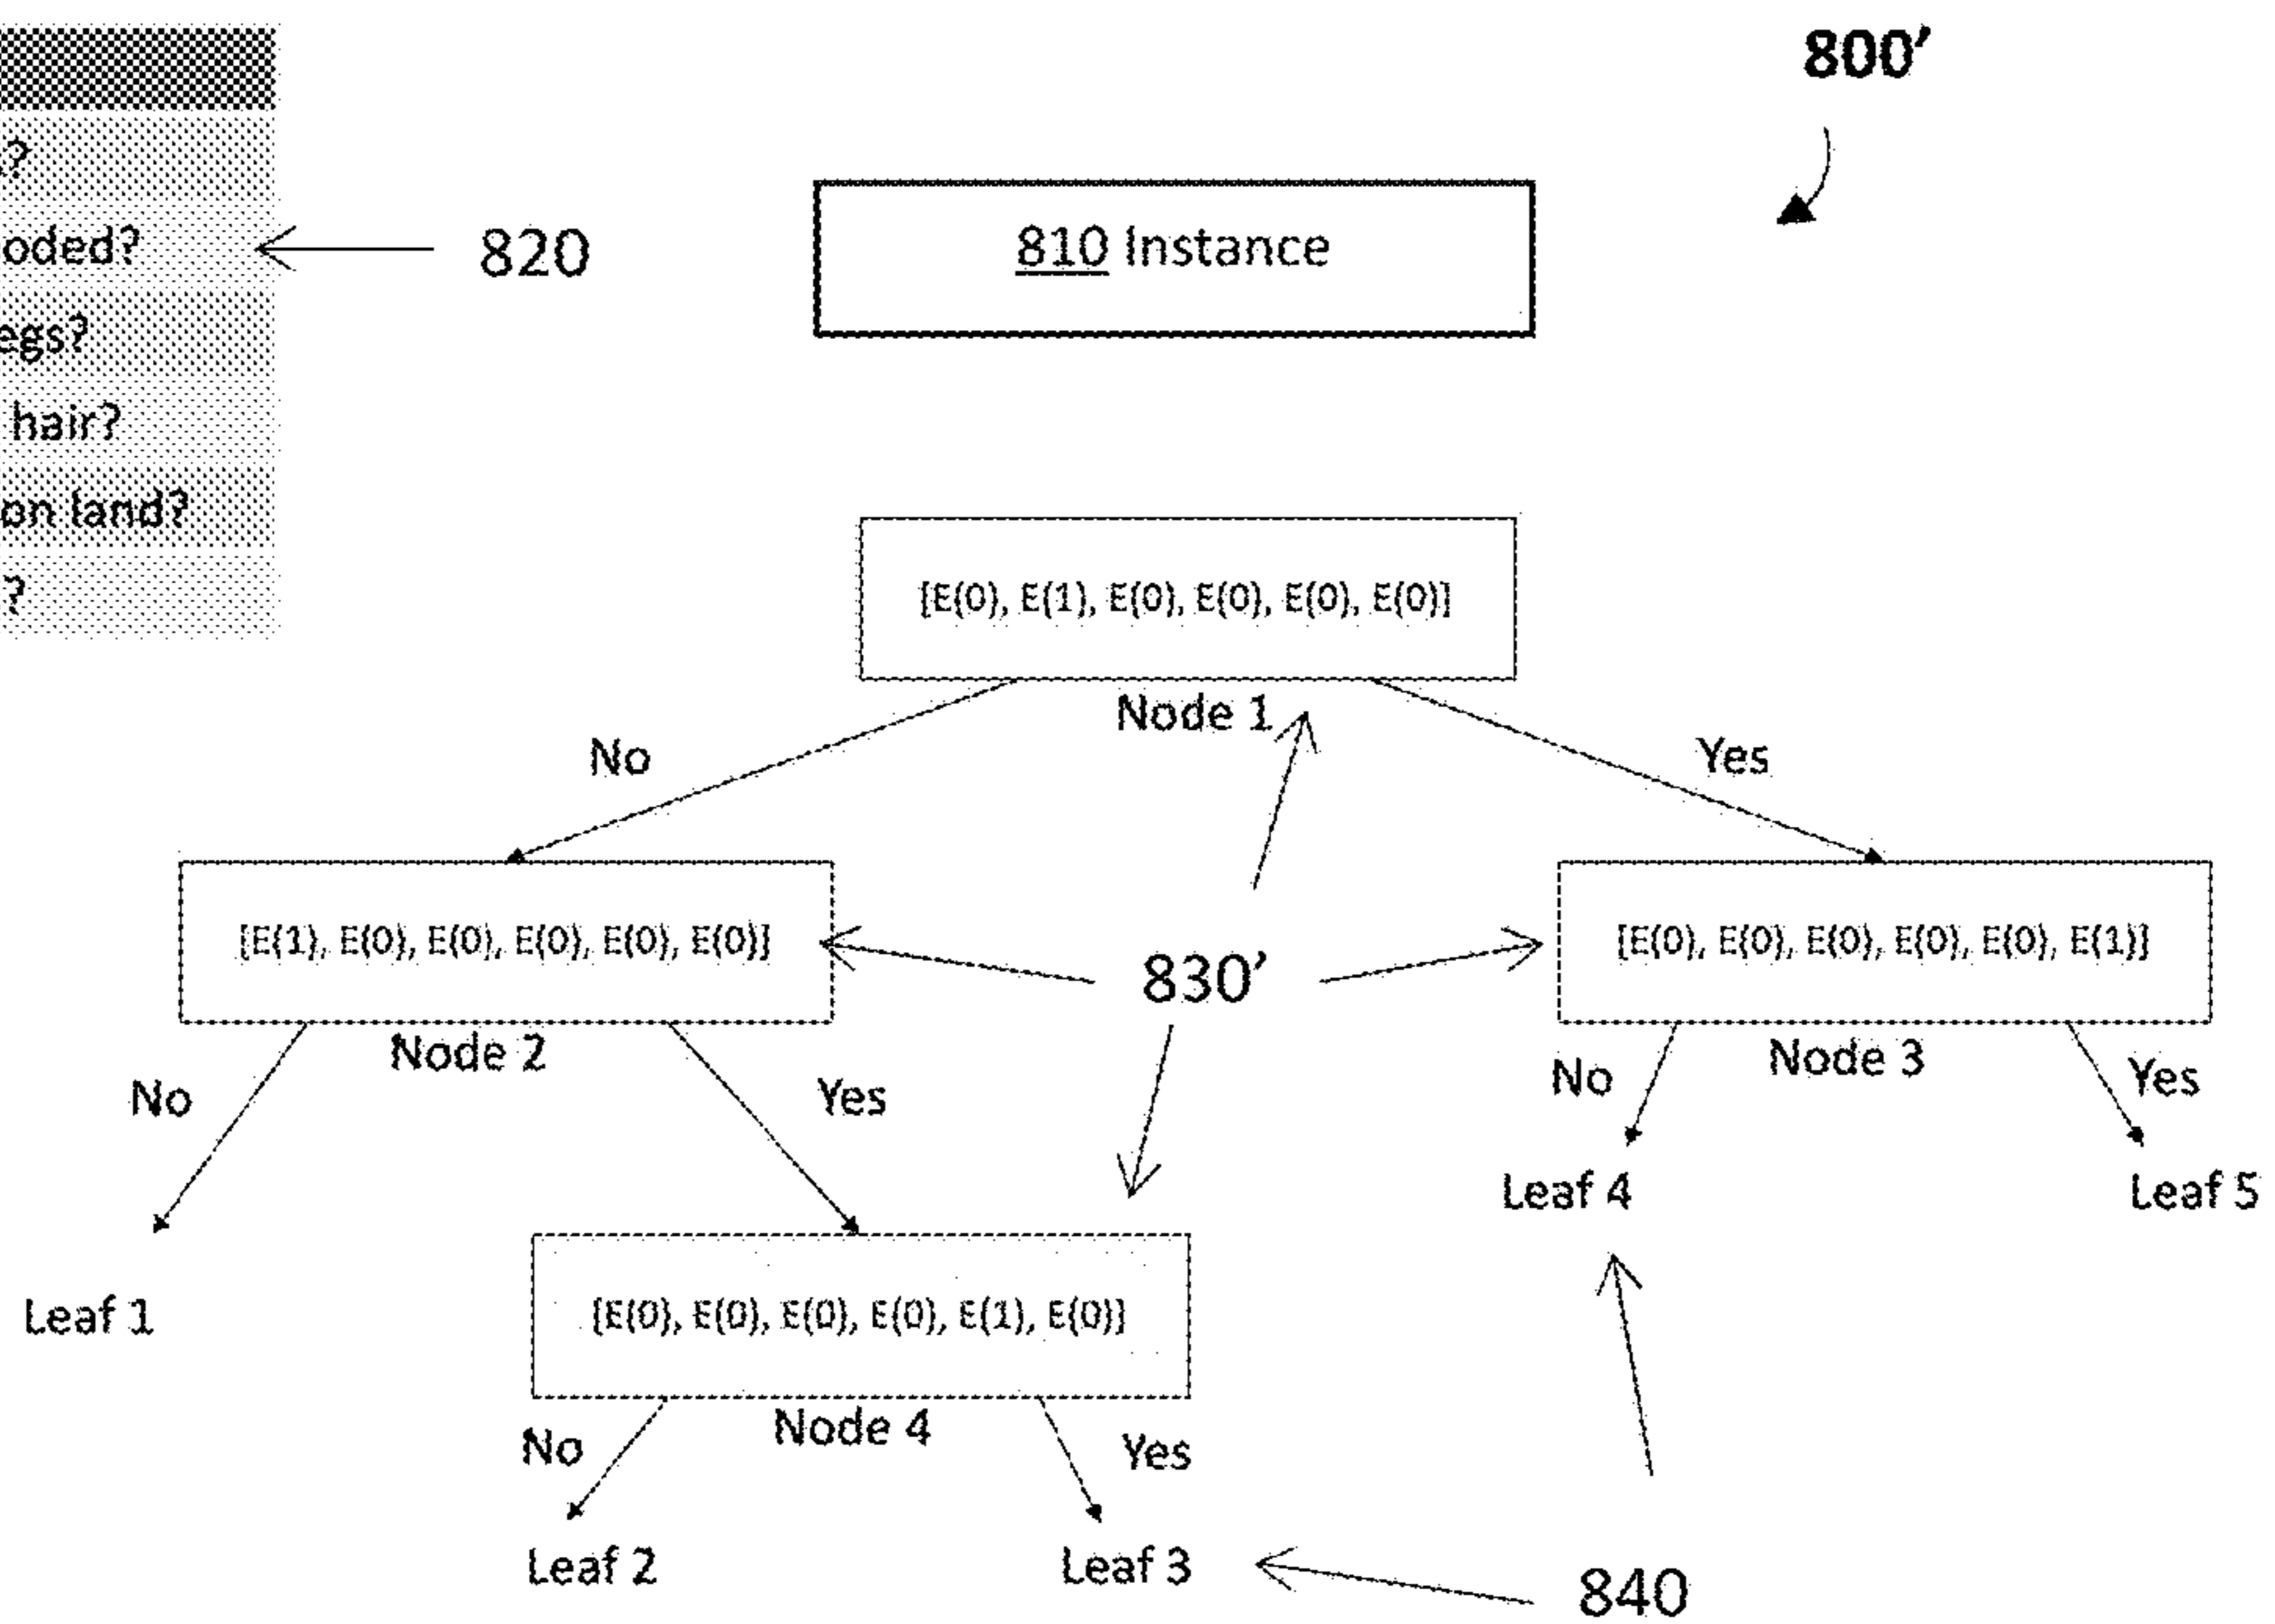 800'
?
oded?
820
810 Instance
egs?
hair?
on land?
?
[E(0), E(1), E(0), E(0), E(0), E(0)]
Node 1
No
Yes
[E(1), E(0), E(0), E(0), E(0), E(0)]
830'
[E(0), E(0), E(0), E(0), E(0), E(1)]
Node 2
Node 3
No
Yes
No
Yes
Leaf 4
Leaf 5
Leaf 1
[E(0), E(0), E(0), E(0), E(1), E(0)]
Node 4
No
Yes
Leaf 2
Leaf 3
840